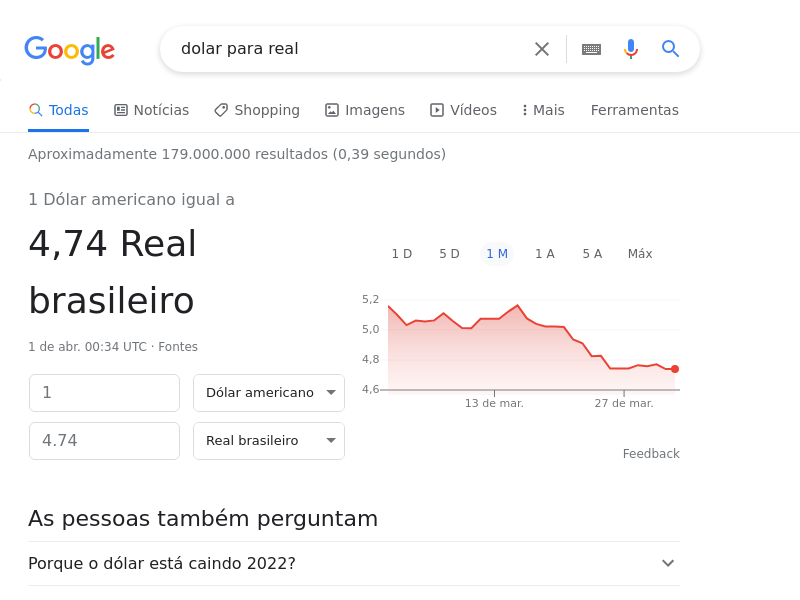 Google
dolar para real
Todas
Notícias
Shopping
Imagens
Vídeos
Mais
Ferramentas
Aproximadamente 179.000.000 resultados (0,39 segundos)
1 Dólar americano igual a
4,74 Real
brasileiro
1 de abr. 00:34 UTC · Fontes
1
Dólar americano
4.74
Real brasileiro
1 D
5 D
1 M
1 A
5 A
Máx
5,2
5,0
4,8
4,6
13 de mar.
27 de mar.
Feedback
As pessoas também perguntam
Porque o dólar está caindo 2022?